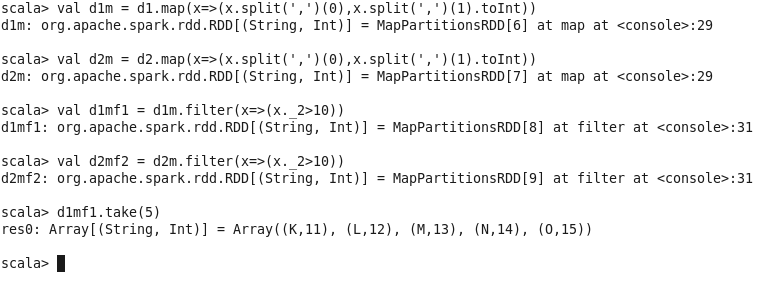 scala> val d1m = d1.map(x=>(x.split(',')(0),x.split(',')(1).toInt))
d1m: org.apache.spark.rdd.RDD[(String, Int)] = MapPartitionsRDD[6] at map at <console>:29
scala> val d2m = d2.map(x=>(x.split(',')(0),x.split(',')(1).toInt))
d2m: org.apache.spark.rdd.RDD[(String, Int)] = MapPartitionsRDD[7] at map at <console>:29
scala> val d1mf1 = d1m.filter(x=>(x._2>10))
d1mf1: org.apache.spark.rdd.RDD[(String, Int)] = MapPartitionsRDD[8] at filter at <console>:31
scala> val d2mf2 = d2m.filter(x=>(x._2>10))
d2mf2: org.apache.spark.rdd.RDD[(String, Int)] = MapPartitionsRDD[9] at filter at <console>:31
scala> d1mf1.take(5)
res0: Array[(String, Int)] = Array((K,11), (L,12), (M,13), (N,14), (O,15))
scala>